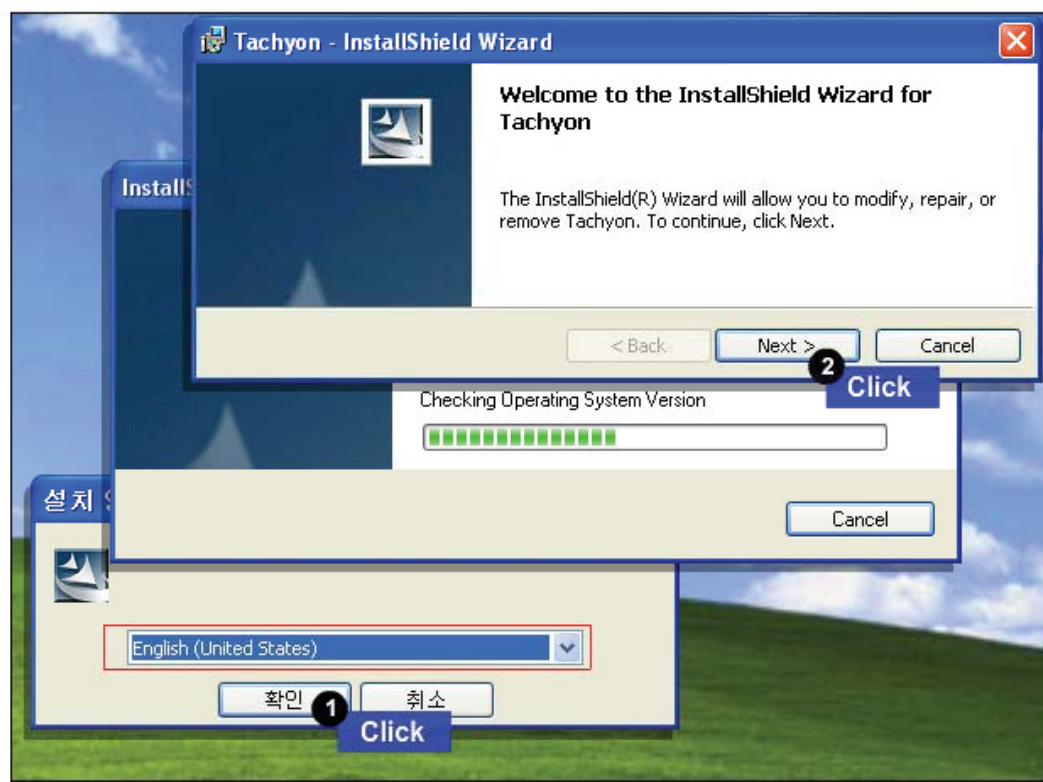 Tachyon - InstallShield Wizard
Welcome to the InstallShield Wizard for
Tachyon
The InstallShield(R) Wizard will allow you to modify, repair, or
remove Tachyon. To continue, click Next.
< Back
Next >
Cancel
2
Click
Checking Operating System Version
Cancel
설치
English (United States)
확인
취소
1
Click